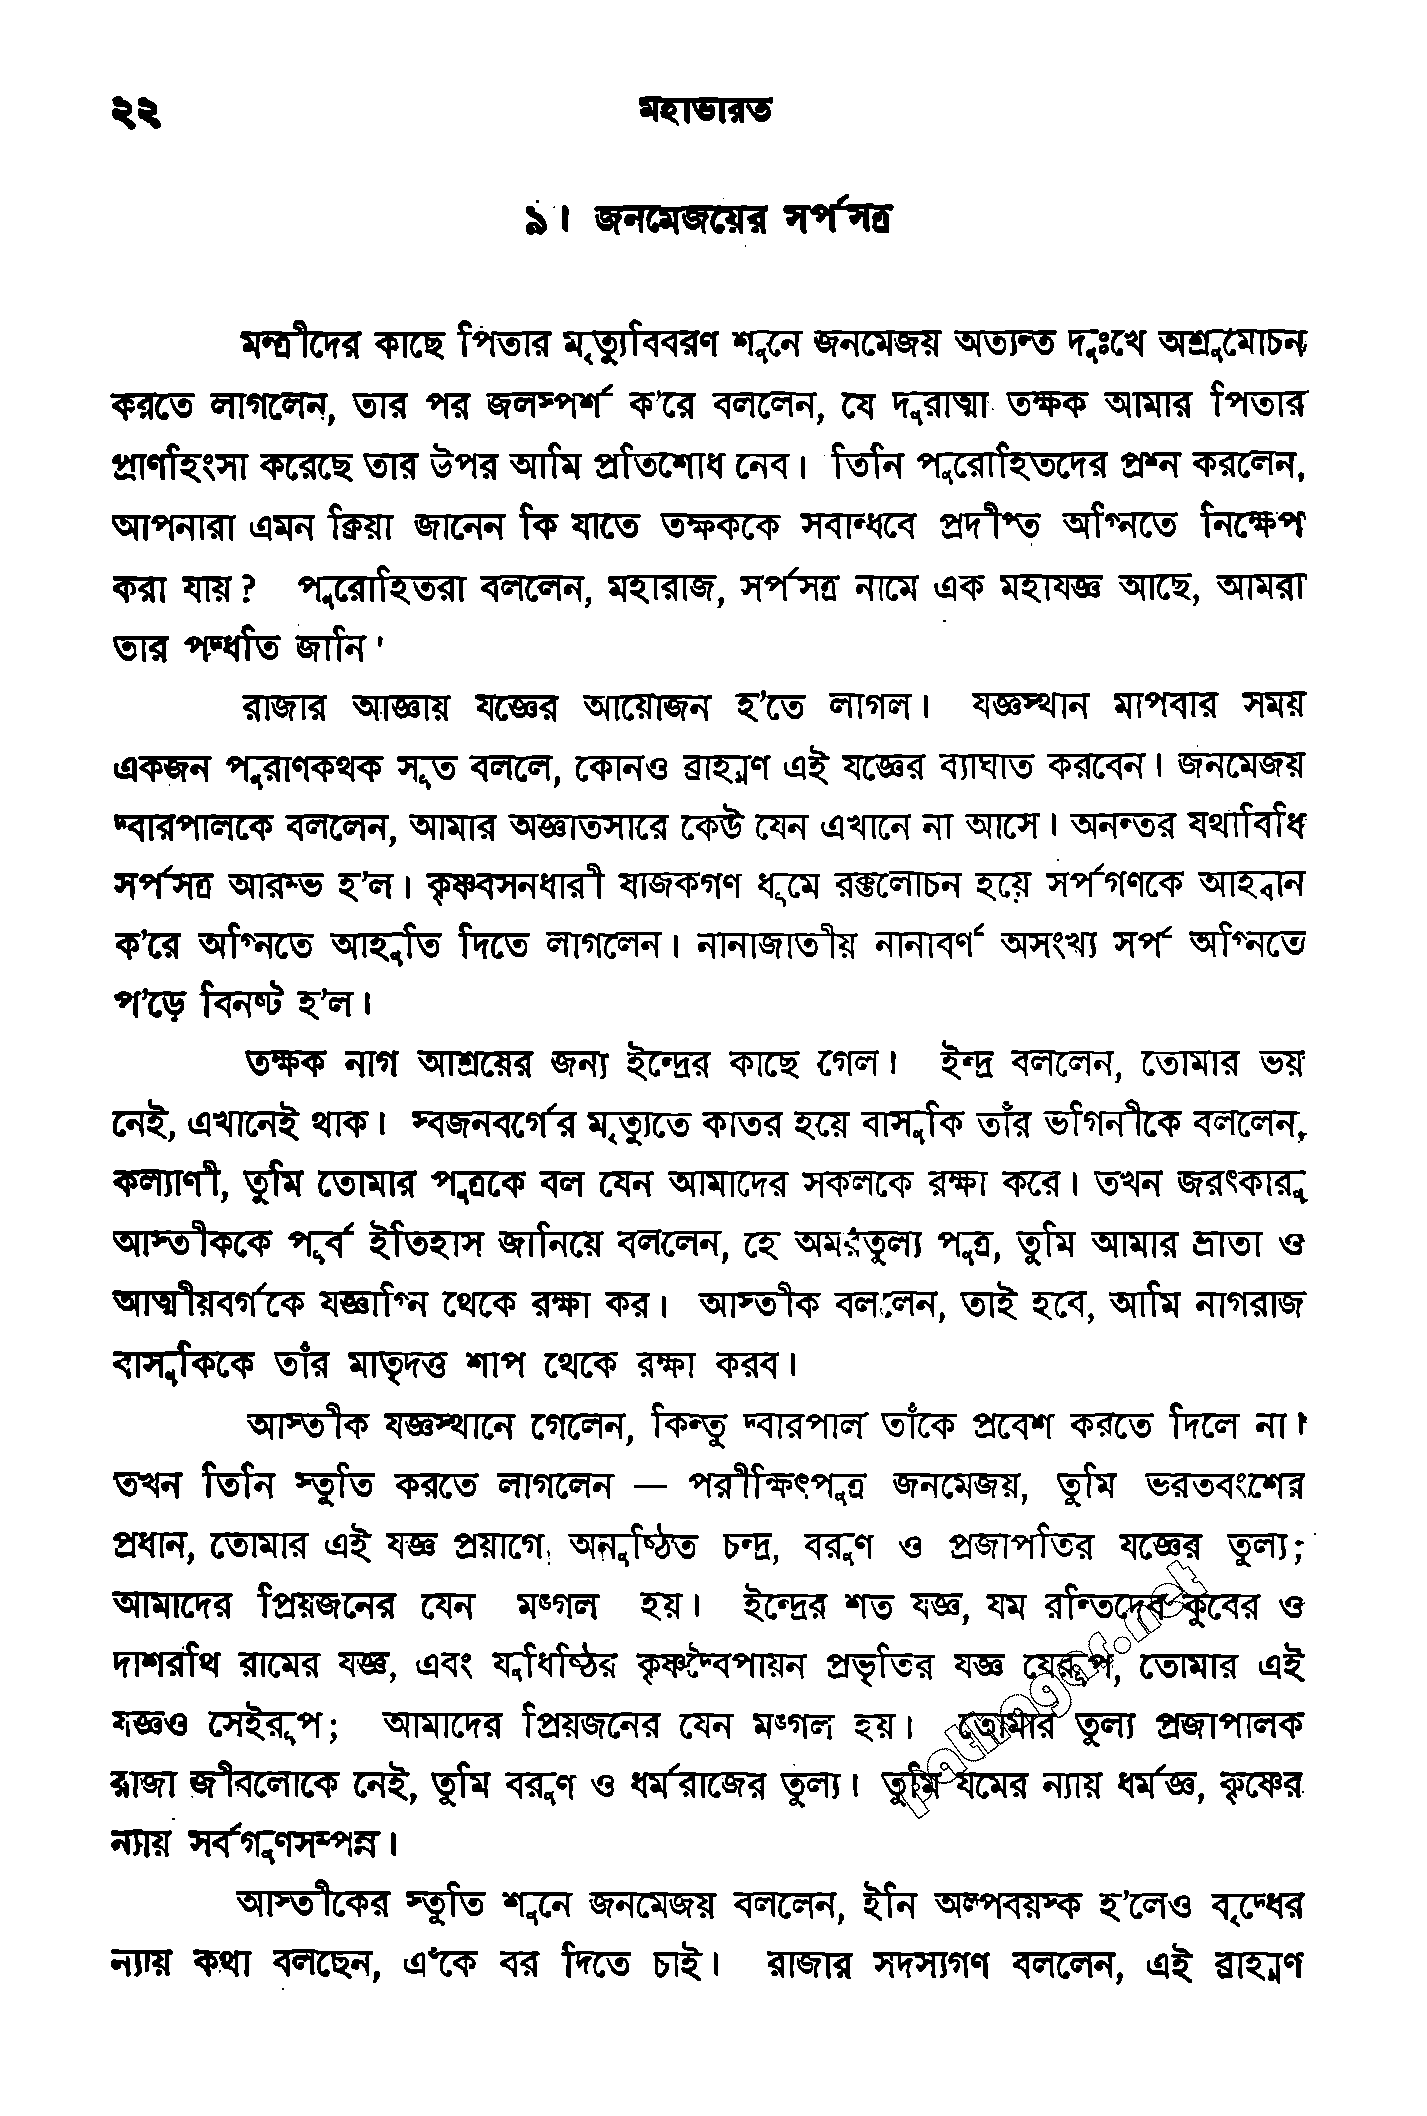 ২২
মহাভারত
৯। জনমেজয়ের সর্পসত্র
মন্ত্রীদের কাছে পিতার মৃত্যুবিবরণ শুনে জনমেজয় অত্যন্ত দুঃখে অশ্রুমোচন
করতে লাগলেন, তার পর জলস্পর্শ ক’রে বললেন, যে দুরাত্মা তক্ষক আমার পিতার
প্রাণহিংসা করেছে তার উপর আমি প্রতিশোধ নেব। তিনি পুরোহিতদের প্রশ্ন করলেন,
আপনারা এমন ক্রিয়া জানেন কি যাতে তক্ষককে সবান্ধবে প্রদীপ্ত অগ্নিতে নিক্ষেপ
করা যায়? পুরোহিতরা বললেন, মহারাজ, সর্পসত্র নামে এক মহাযজ্ঞ আছে, আমরা
তার পদ্ধতি জানি।
রাজার আজ্ঞায় যজ্ঞের আয়োজন হ’তে লাগল। যজ্ঞস্থান মাপবার সময়
একজন পুরাণকথক সূত বললে, কোনও ব্রাহ্মণ এই যজ্ঞের ব্যাঘাত করবেন। জনমেজয়
দ্বারপালকে বললেন, আমার অজ্ঞাতসারে কেউ যেন এখানে না আসে। অনন্তর যথাবিধি
সর্পসত্র আরম্ভ হ’ল। কৃষ্ণবসনধারী যাজকগণ ধূমে রক্তলোচন হয়ে সর্পগণকে আহ্বান
ক’রে অগ্নিতে আহুতি দিতে লাগলেন। নানাজাতীয় নানাবর্ণ অসংখ্য সর্প অগ্নিতে
প’ড়ে বিনষ্ট হ’ল।
তক্ষক নাগ আশ্রয়ের জন্য ইন্দ্রের কাছে গেল। ইন্দ্র বললেন, তোমার ভয়
নেই, এখানেই থাক। স্বজনবর্গের মৃত্যুতে কাতর হয়ে বাসুকি তাঁর ভগিনীকে বললেন,
কল্যাণী, তুমি তোমার পুত্রকে বল যেন আমাদের সকলকে রক্ষা করে। তখন জরৎকারু
আস্তীককে পূর্ব ইতিহাস জানিয়ে বললেন, হে অমরতুল্য পুত্র, তুমি আমার ভ্রাতা ও
আত্মীয়বর্গকে যজ্ঞাগ্নি থেকে রক্ষা কর। আস্তীক বললেন, তাই হবে, আমি নাগরাজ
বাসুকিকে তাঁর মাতৃদত্ত শাপ থেকে রক্ষা করব।
আস্তীক যজ্ঞস্থানে গেলেন, কিন্তু দ্বারপাল তাঁকে প্রবেশ করতে দিলে না।
তখন তিনি স্তুতি করতে লাগলেন — পরীক্ষিৎপুত্র জনমেজয়, তুমি ভরতবংশের
প্রধান, তোমার এই যজ্ঞ প্রয়াগে অনুষ্ঠিত চন্দ্র, বরুণ ও প্রজাপতির যজ্ঞের তুল্য;
আমাদের প্রিয়জনের যেন মঙ্গল হয়। ইন্দ্রের শত যজ্ঞ, যম রন্তিদেব কুবের ও
দাশরথি রামের যজ্ঞ, এবং যুধিষ্ঠির কৃষ্ণদ্বৈপায়ন প্রভৃতির যজ্ঞ যেরূপ, তোমার এই
যজ্ঞও সেইরূপ; আমাদের প্রিয়জনের যেন মঙ্গল হয়। তোমার তুল্য প্রজাপালক
রাজা জীবলোকে নেই, তুমি বরুণ ও ধর্মরাজের তুল্য। তুমি যমের ন্যায় ধর্মজ্ঞ, কৃষ্ণের
ন্যায় সর্বগুণসম্পন্ন।
আস্তীকের স্তুতি শুনে জনমেজয় বললেন, ইনি অল্পবয়স্ক হ’লেও বৃদ্ধের
ন্যায় কথা বলছেন, এঁকে বর দিতে চাই। রাজার সদস্যগণ বললেন, এই ব্রাহ্মণ
pathagar.net